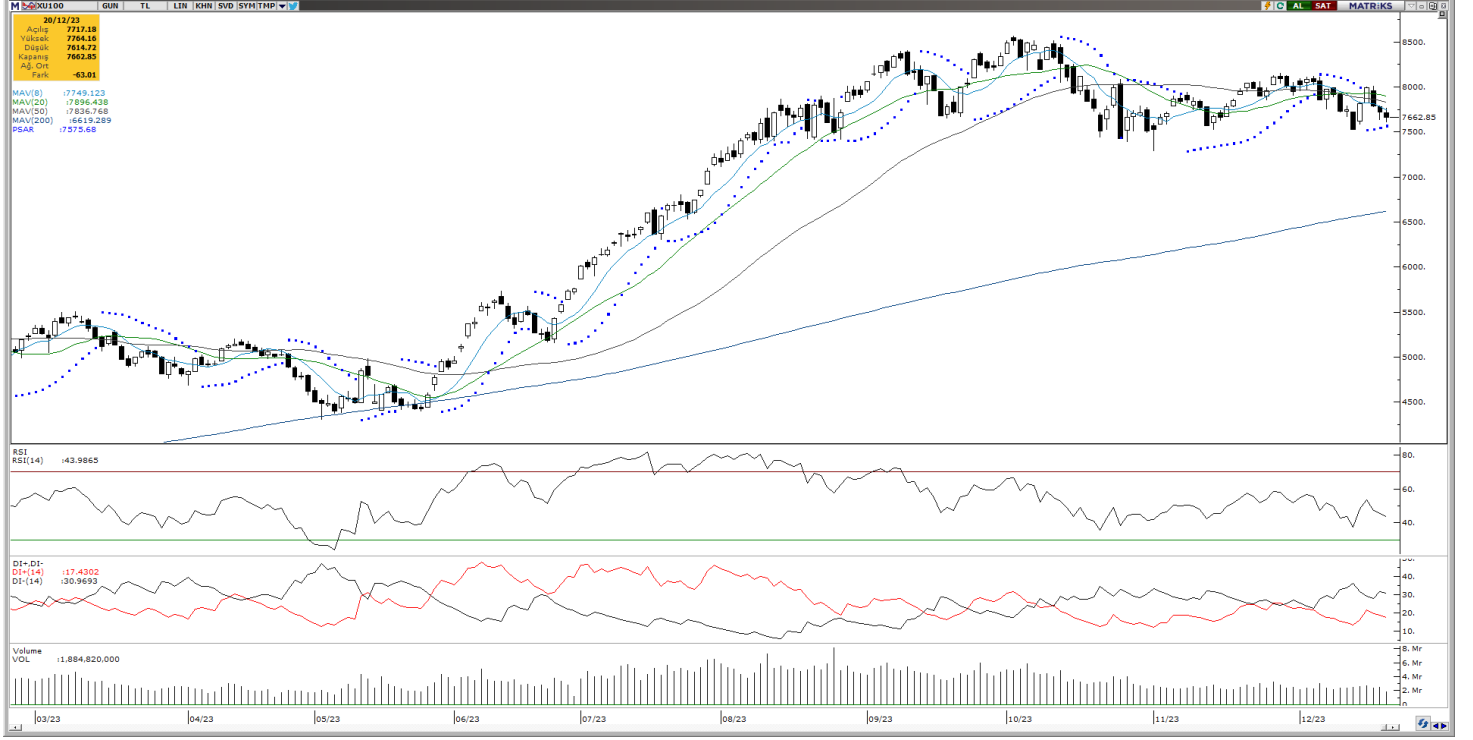 M XU100 GUN TL LIN KHN SVD SYM TMP AL SAT MATRİKS
20/12/23
Açılış 7717.18
Yüksek 7764.16
Düşük 7614.72
Kapanış 7662.85
Ağ. Ort
Fark -63.01
MAV(8) :7749.123
MAV(20) :7896.438
MAV(50) :7836.768
MAV(200) :6619.289
PSAR :7575.68
8500.
8000.
7662.85
7500.
7000.
6500.
6000.
5500.
5000.
4500.
RSI
RSI(14) :43.9865
80.
60.
40.
DI+,DI-
DI+(14) :17.4302
DI-(14) :30.9693
50.
40.
30.
20.
10.
Volume
VOL :1,884,820,000
8. Mr
6. Mr
4. Mr
2. Mr
0
03/23 04/23 05/23 06/23 07/23 08/23 09/23 10/23 11/23 12/23